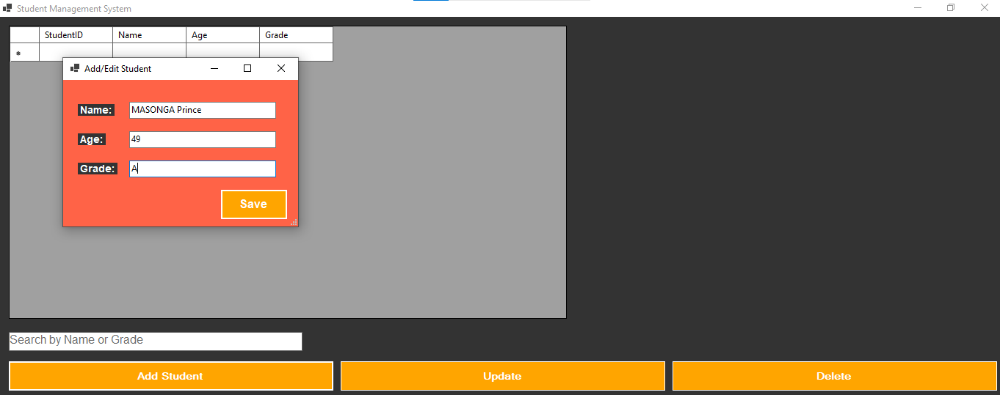 Student Management System
StudentID Name Age Grade
*
Add/Edit Student
Name: MASONGA Prince
Age: 49
Grade: A
Save
Search by Name or Grade
Add Student Update Delete